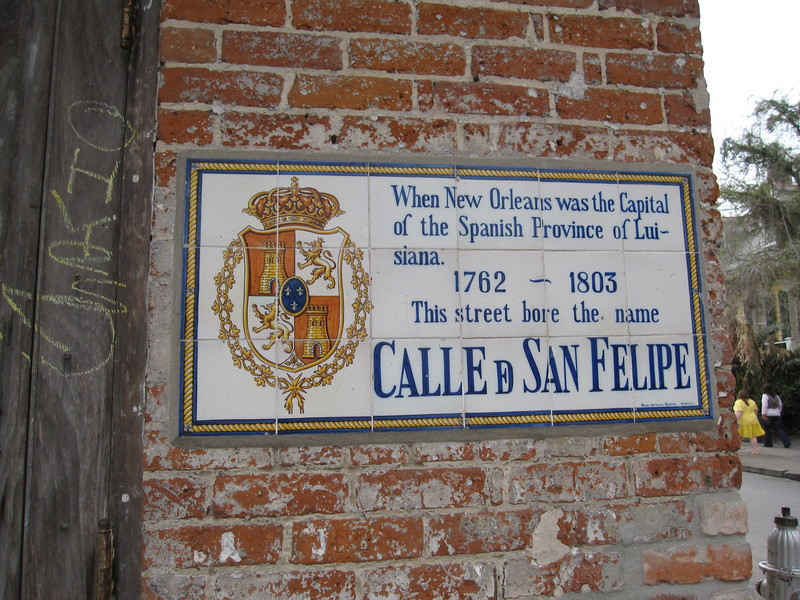 When New Orleans was the Capital
of the Spanish Province of Lui-
siana.
1762 ~ 1803
This street bore the name
CALLE D SAN FELIPE